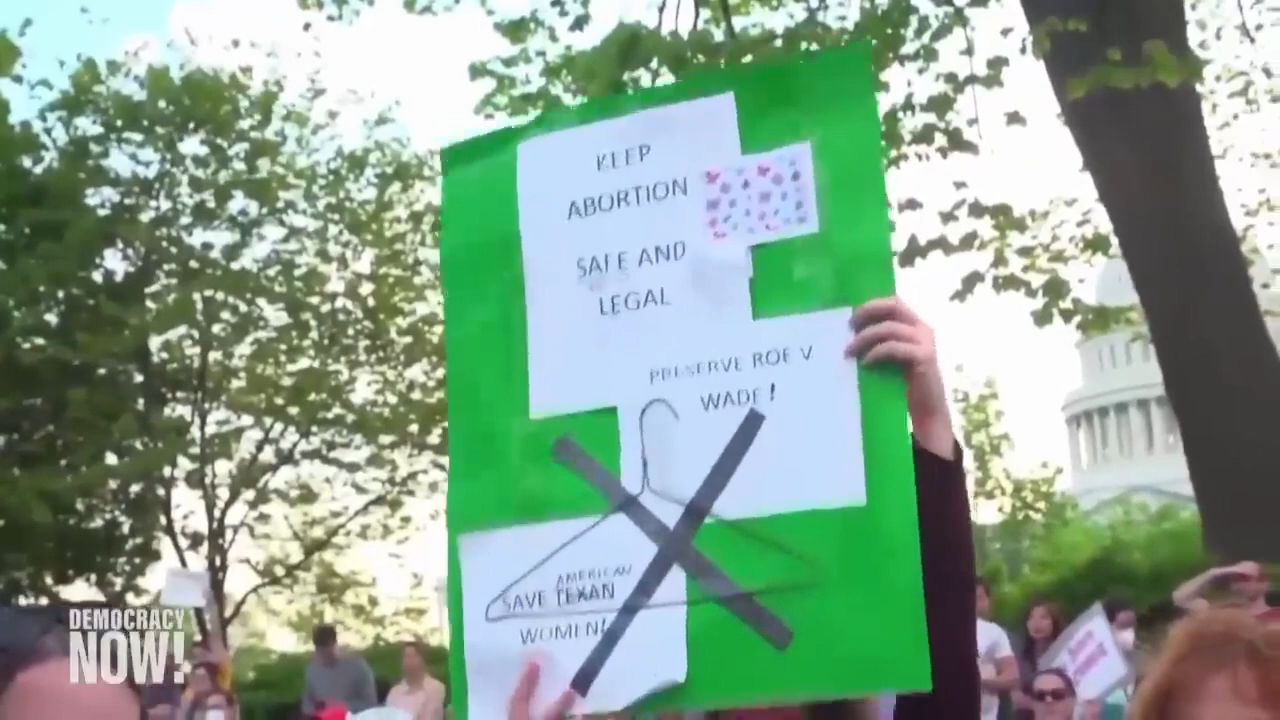 KEEP
ABORTION
SAFE AND
LEGAL
PRESERVE ROE V
WADE!
AMERICAN
SAVE TEXAN
WOMEN!
DEMOCRACY
NOW!